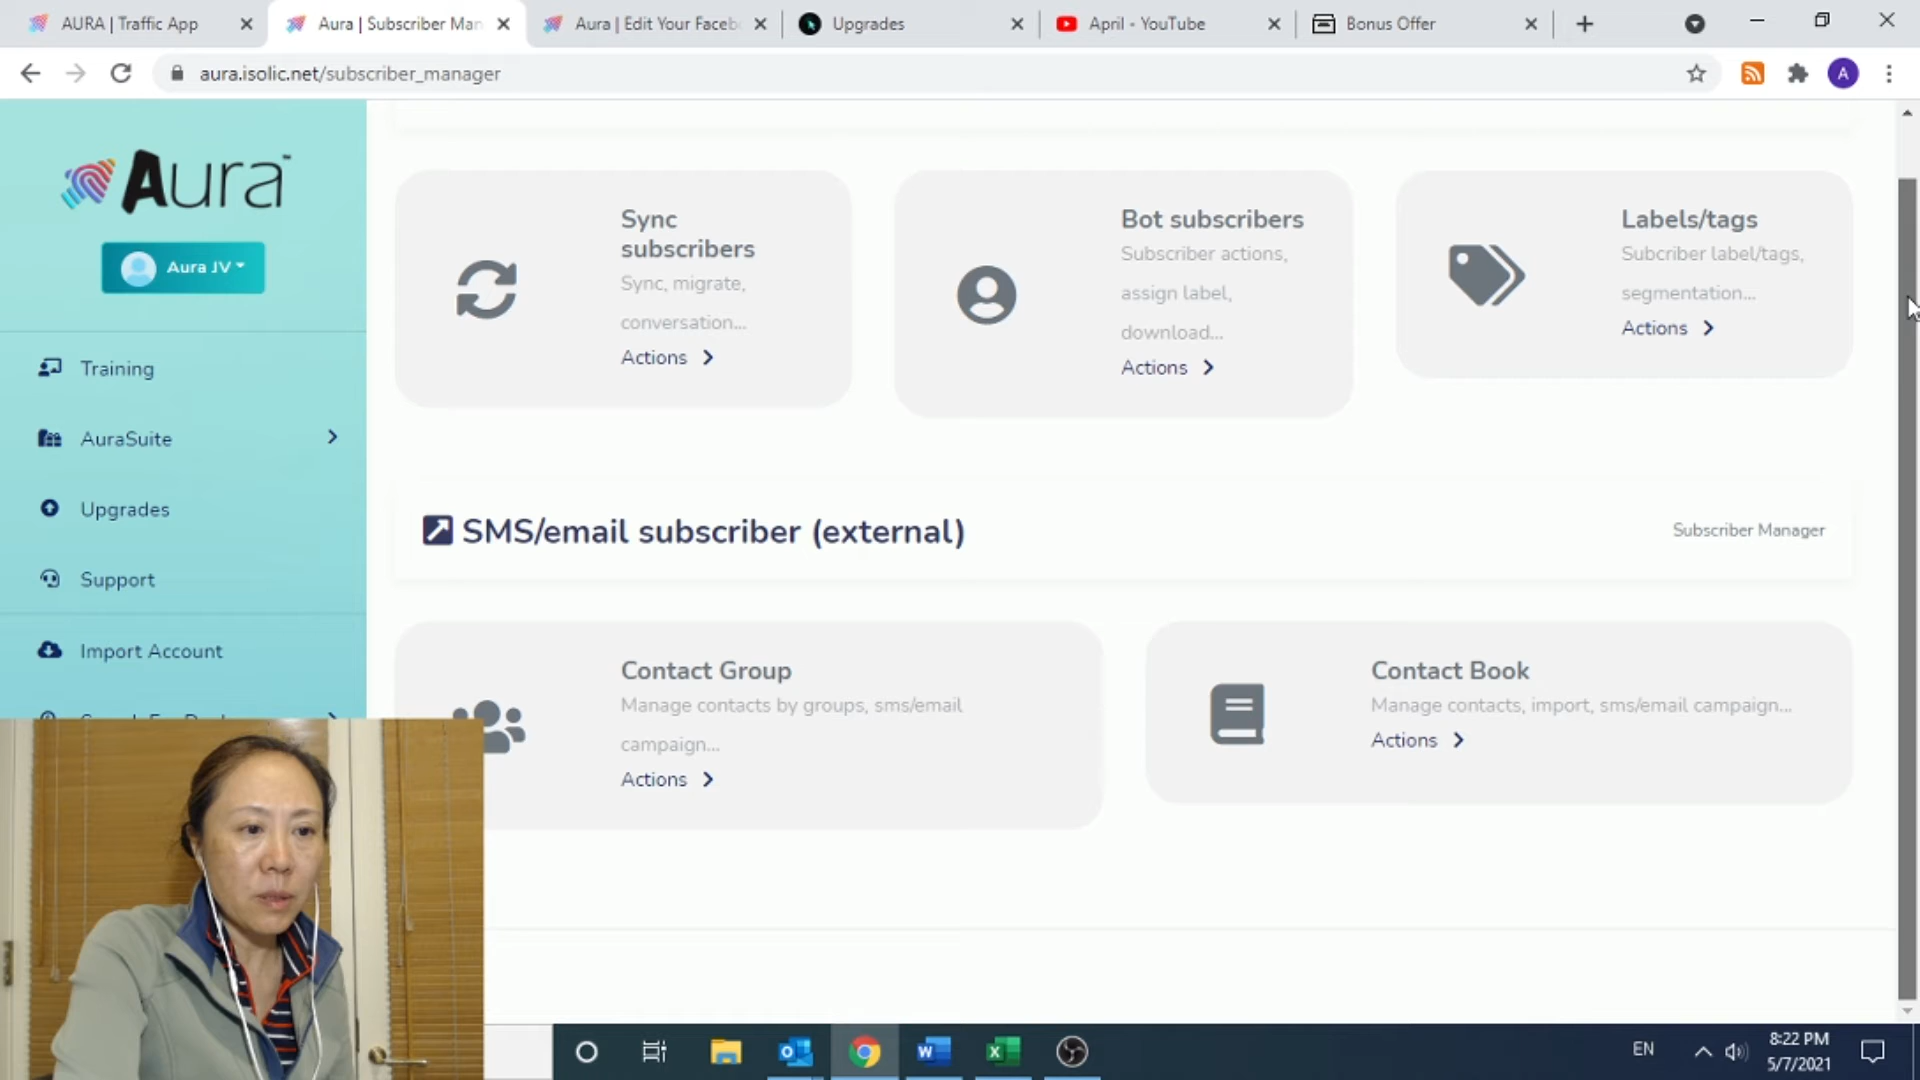 AURA | Traffic App
Aura | Subscriber Man
Aura | Edit Your Facebo
Upgrades
April - YouTube
Bonus Offer
aura.isolic.net/subscriber_manager
A
Aura™
Aura JV
Training
AuraSuite
Upgrades
Support
Import Account
Sync
subscribers
Sync, migrate,
conversation...
Actions
Bot subscribers
Subscriber actions,
assign label,
download...
Actions
Labels/tags
Subcriber label/tags,
segmentation...
Actions
SMS/email subscriber (external)
Subscriber Manager
Contact Group
Manage contacts by groups, sms/email
campaign...
Actions
Contact Book
Manage contacts, import, sms/email campaign...
Actions
EN
8:22 PM
5/7/2021